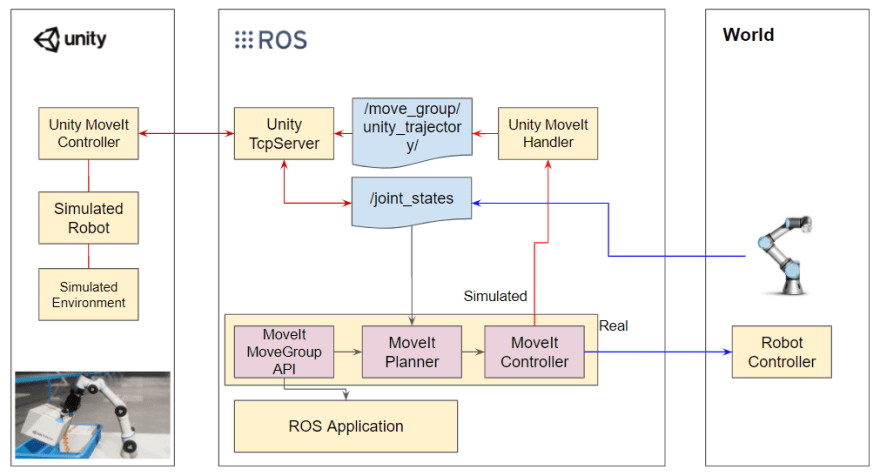 unity
ROS
World
Unity MoveIt
Controller
Unity
TcpServer
/move_group/
unity_trajector
y/
Unity MoveIt
Handler
Simulated
Robot
/joint_states
Simulated
Environment
Simulated
Real
MoveIt
MoveGroup
API
MoveIt
Planner
MoveIt
Controller
Robot
Controller
ROS Application